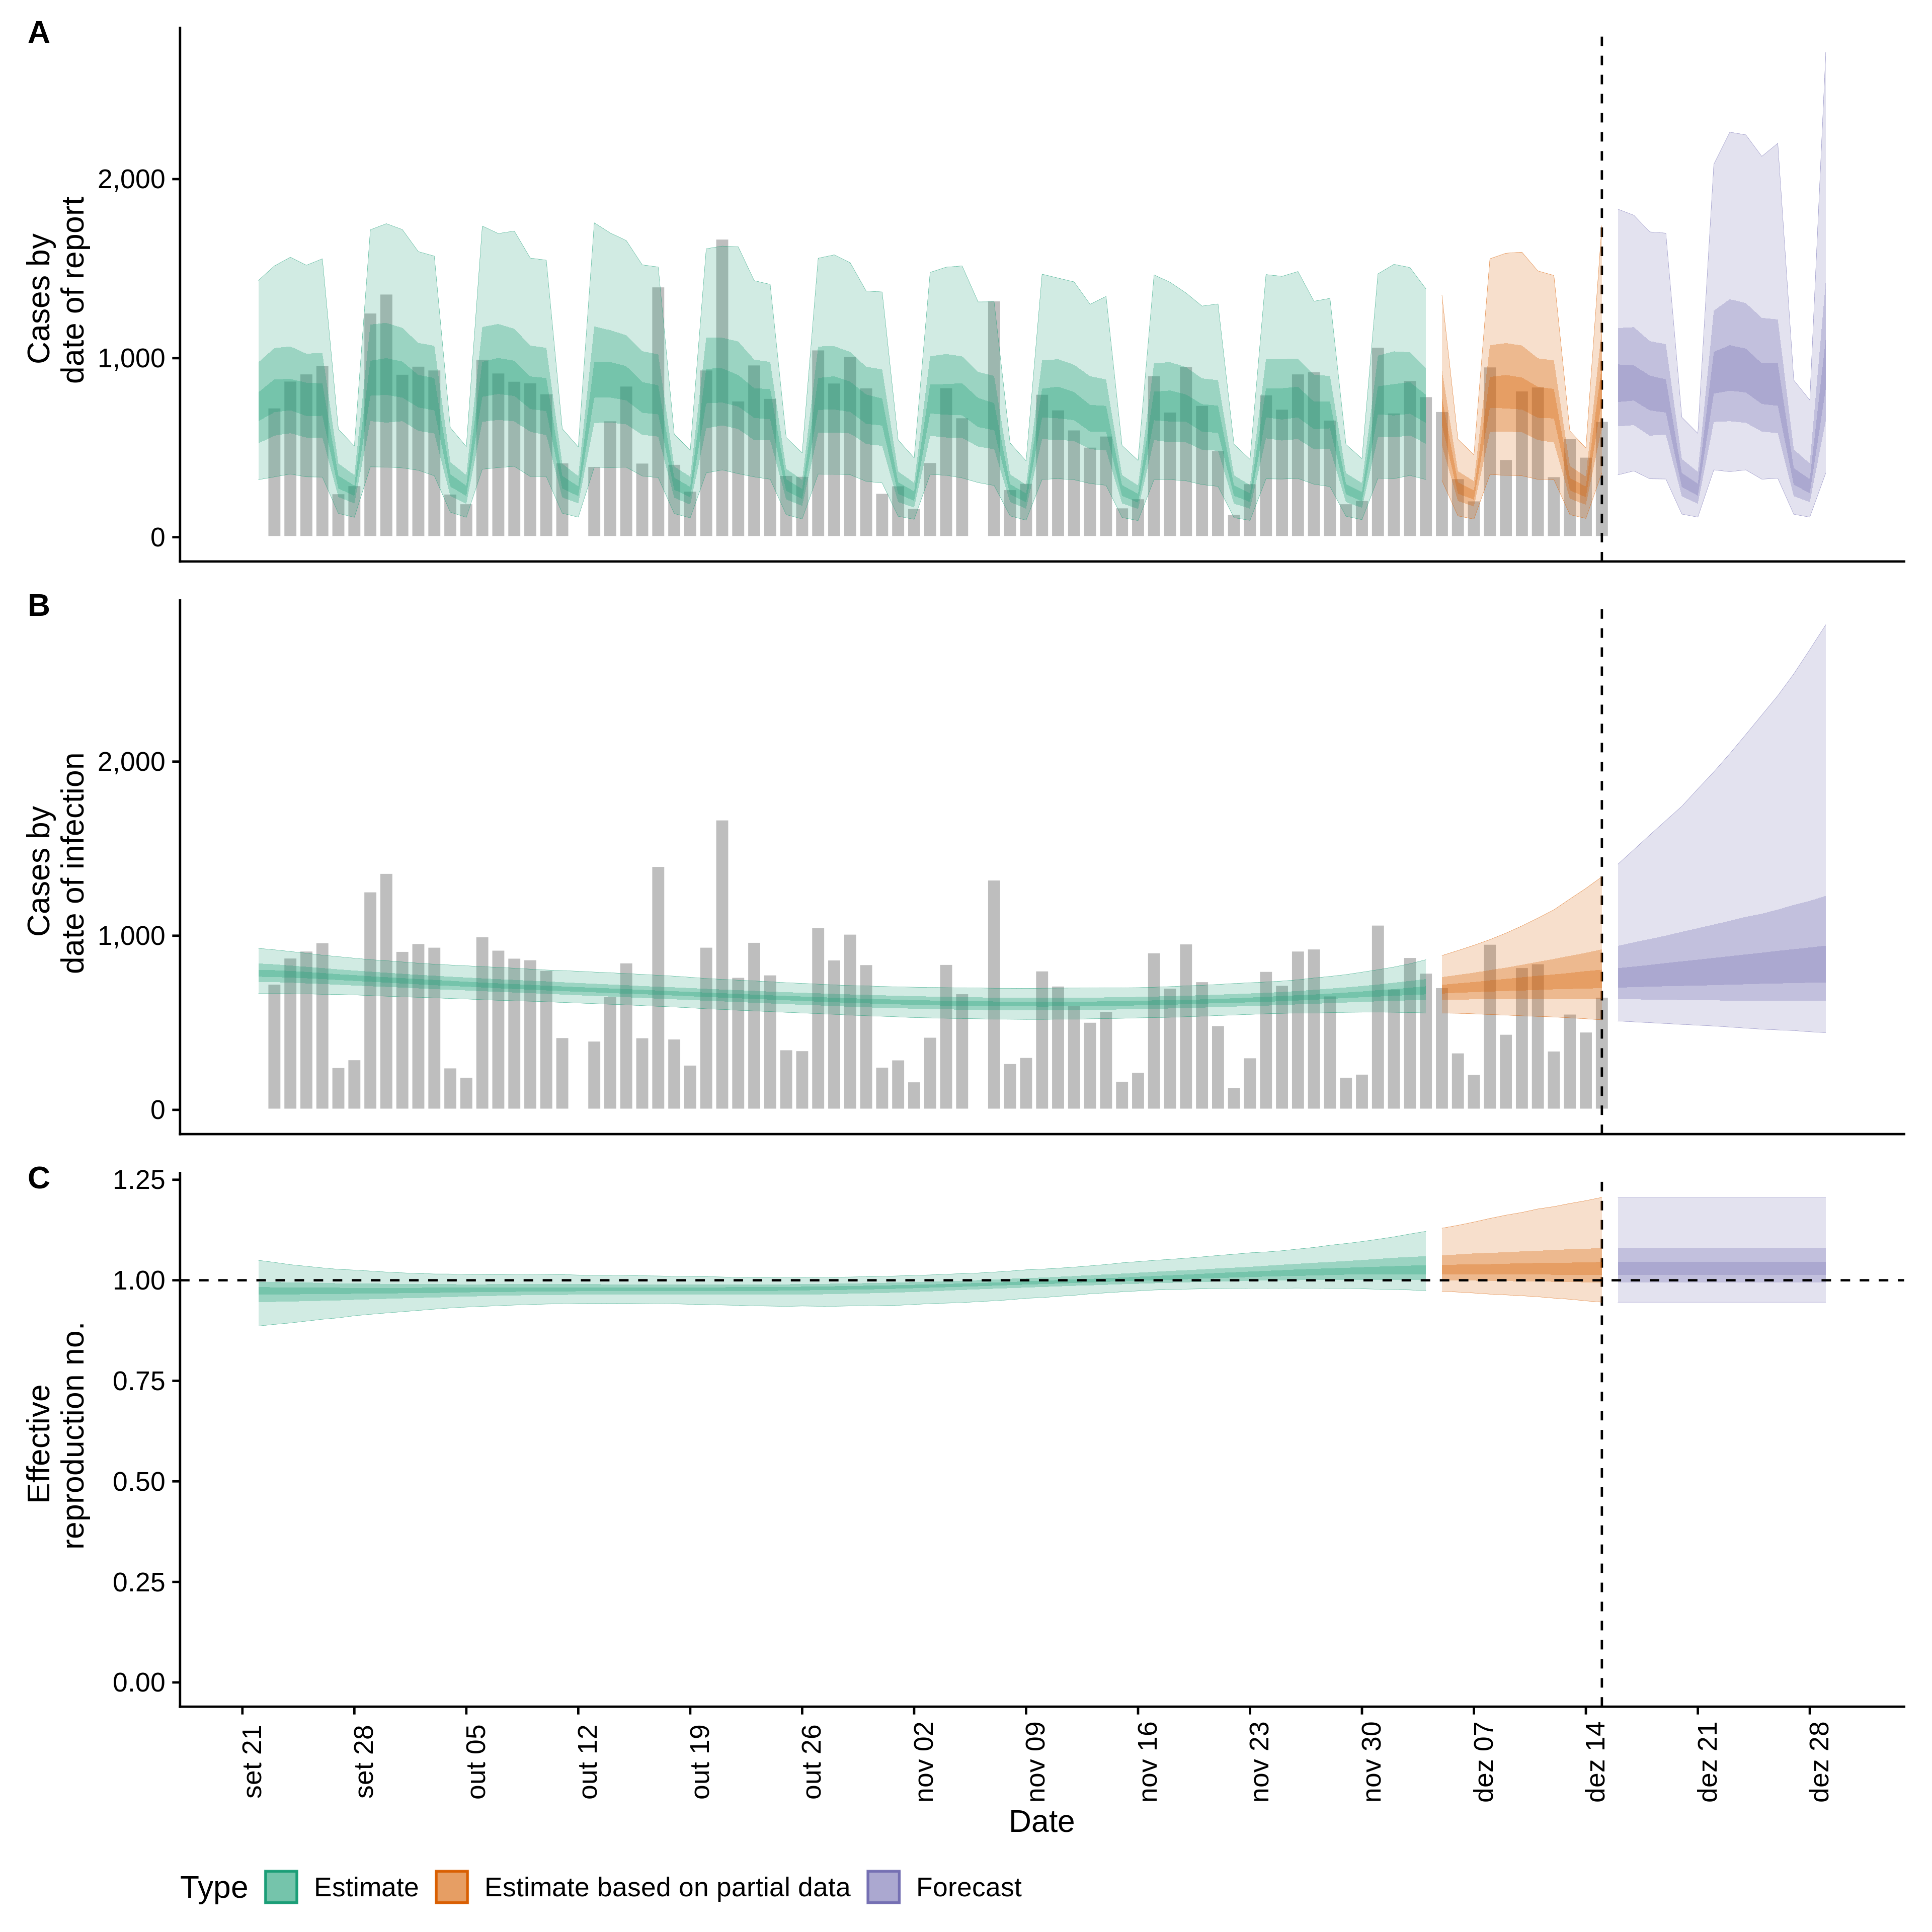 A
Cases by
date of report
2,000
1,000
0
B
Cases by
date of infection
2,000
1,000
0
C
Effective
reproduction no.
1.25
1.00
0.75
0.50
0.25
0.00
set 21
set 28
out 05
out 12
out 19
out 26
nov 02
nov 09
nov 16
nov 23
nov 30
dez 07
dez 14
dez 21
dez 28
Date
Type Estimate Estimate based on partial data Forecast